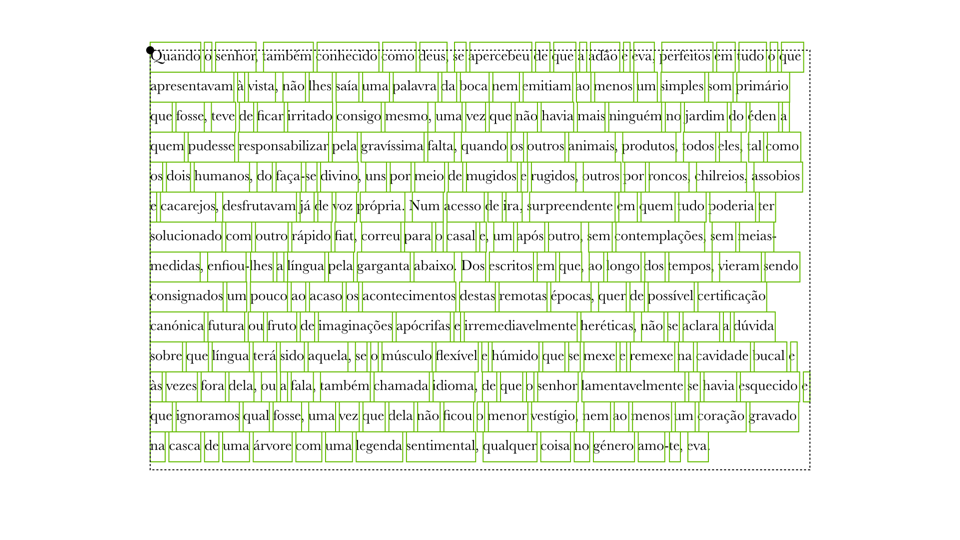 Quando o senhor, também conhecido como deus, se apercebeu de que a adão e eva, perfeitos em tudo o que
apresentavam à vista, não lhes saía uma palavra da boca nem emitiam ao menos um simples som primário
que fosse, teve de ficar irritado consigo mesmo, uma vez que não havia mais ninguém no jardim do éden a
quem pudesse responsabilizar pela gravíssima falta, quando os outros animais, produtos, todos eles, tal como
os dois humanos, do faça-se divino, uns por meio de mugidos e rugidos, outros por roncos, chilreios, assobios
e cacarejos, desfrutavam já de voz própria. Num acesso de ira, surpreendente em quem tudo poderia ter
solucionado com outro rápido fiat, correu para o casal e, um após outro, sem contemplações, sem meias-
medidas, enfiou-lhes a língua pela garganta abaixo. Dos escritos em que, ao longo dos tempos, vieram sendo
consignados um pouco ao acaso os acontecimentos destas remotas épocas, quer de possível certificação
canónica futura ou fruto de imaginações apócrifas e irremediavelmente heréticas, não se aclara a dúvida
sobre que língua terá sido aquela, se o músculo flexível e húmido que se mexe e remexe na cavidade bucal e
às vezes fora dela, ou a fala, também chamada idioma, de que o senhor lamentavelmente se havia esquecido e
que ignoramos qual fosse, uma vez que dela não ficou o menor vestígio, nem ao menos um coração gravado
na casca de uma árvore com uma legenda sentimental, qualquer coisa no género amo-te, eva.